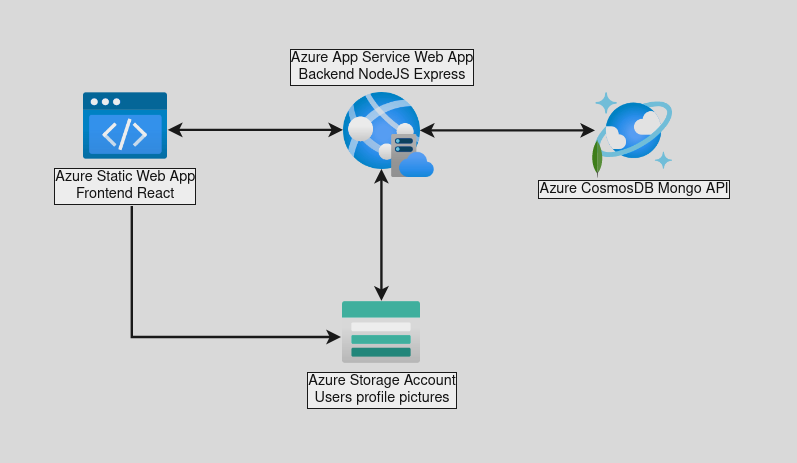 Azure App Service Web App
Backend NodeJS Express
</>
Azure Static Web App
Frontend React
Azure CosmosDB Mongo API
Azure Storage Account
Users profile pictures